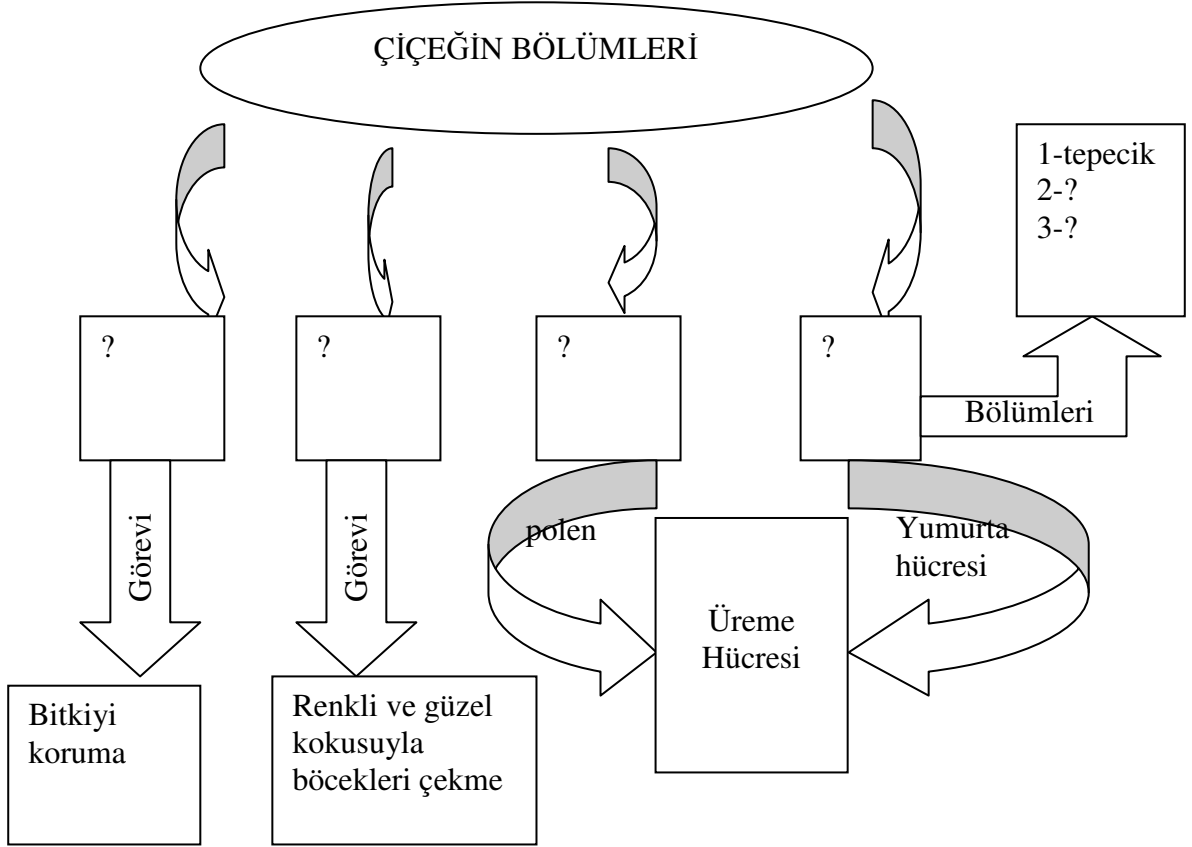 ÇİÇEĞİN BÖLÜMLERİ
1-tepecik
2-?
3-?
?
?
?
?
Bölümleri
Görevi
Görevi
polen
Yumurta
hücresi
Üreme
Hücresi
Bitkiyi
koruma
Renkli ve güzel
kokusuyla
böcekleri çekme